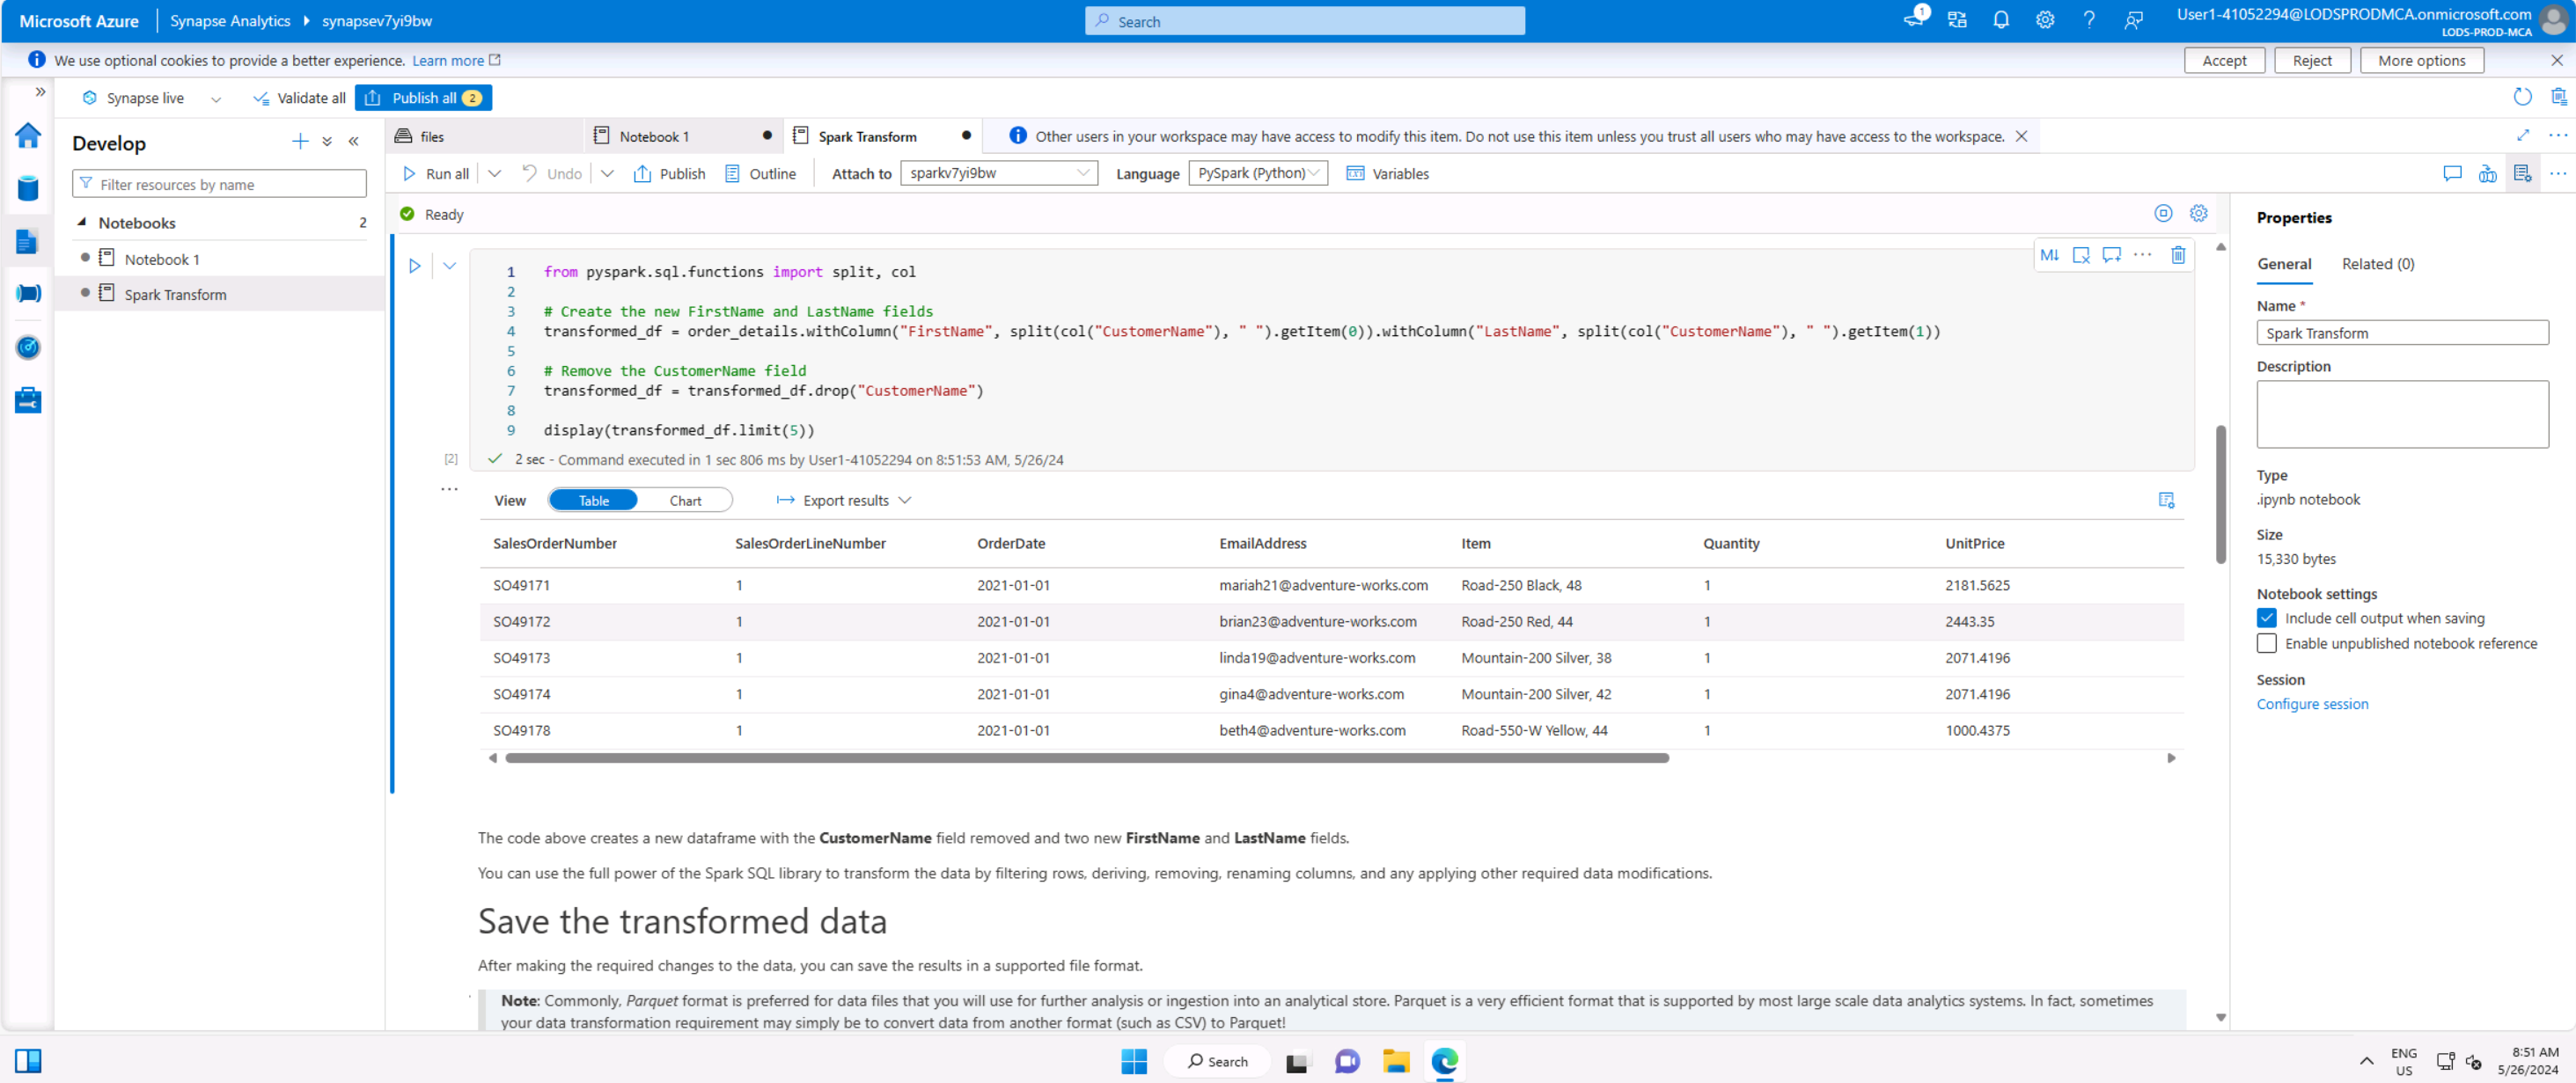 Microsoft Azure
Synapse Analytics
synapsev7yi9bw
Search
1
User1-41052294@LODSPRODMCA.onmicrosoft.com
LODS-PROD-MCA
We use optional cookies to provide a better experience. Learn more
Accept
Reject
More options
Synapse live
Validate all
Publish all 2
Develop
Filter resources by name
Notebooks 2
Notebook 1
Spark Transform
files
Notebook 1
Spark Transform
Other users in your workspace may have access to modify this item. Do not use this item unless you trust all users who may have access to the workspace.
Run all
Undo
Publish
Outline
Attach to
sparkv7yi9bw
Language
PySpark (Python)
Variables
Ready
M↓
1 from pyspark.sql.functions import split, col
2
3 # Create the new FirstName and LastName fields
4 transformed_df = order_details.withColumn("FirstName", split(col("CustomerName"), " ").getItem(0)).withColumn("LastName", split(col("CustomerName"), " ").getItem(1))
5
6 # Remove the CustomerName field
7 transformed_df = transformed_df.drop("CustomerName")
8
9 display(transformed_df.limit(5))
[2] 2 sec - Command executed in 1 sec 806 ms by User1-41052294 on 8:51:53 AM, 5/26/24
View Table Chart Export results
SalesOrderNumber SalesOrderLineNumber OrderDate EmailAddress Item Quantity UnitPrice
SO49171 1 2021-01-01 mariah21@adventure-works.com Road-250 Black, 48 1 2181.5625
SO49172 1 2021-01-01 brian23@adventure-works.com Road-250 Red, 44 1 2443.35
SO49173 1 2021-01-01 linda19@adventure-works.com Mountain-200 Silver, 38 1 2071.4196
SO49174 1 2021-01-01 gina4@adventure-works.com Mountain-200 Silver, 42 1 2071.4196
SO49178 1 2021-01-01 beth4@adventure-works.com Road-550-W Yellow, 44 1 1000.4375
The code above creates a new dataframe with the CustomerName field removed and two new FirstName and LastName fields.
You can use the full power of the Spark SQL library to transform the data by filtering rows, deriving, removing, renaming columns, and any applying other required data modifications.
Save the transformed data
After making the required changes to the data, you can save the results in a supported file format.
Note: Commonly, Parquet format is preferred for data files that you will use for further analysis or ingestion into an analytical store. Parquet is a very efficient format that is supported by most large scale data analytics systems. In fact, sometimes
your data transformation requirement may simply be to convert data from another format (such as CSV) to Parquet!
Properties
General
Related (0)
Name *
Spark Transform
Description
Type
.ipynb notebook
Size
15,330 bytes
Notebook settings
Include cell output when saving
Enable unpublished notebook reference
Session
Configure session
Search
ENG
US
8:51 AM
5/26/2024